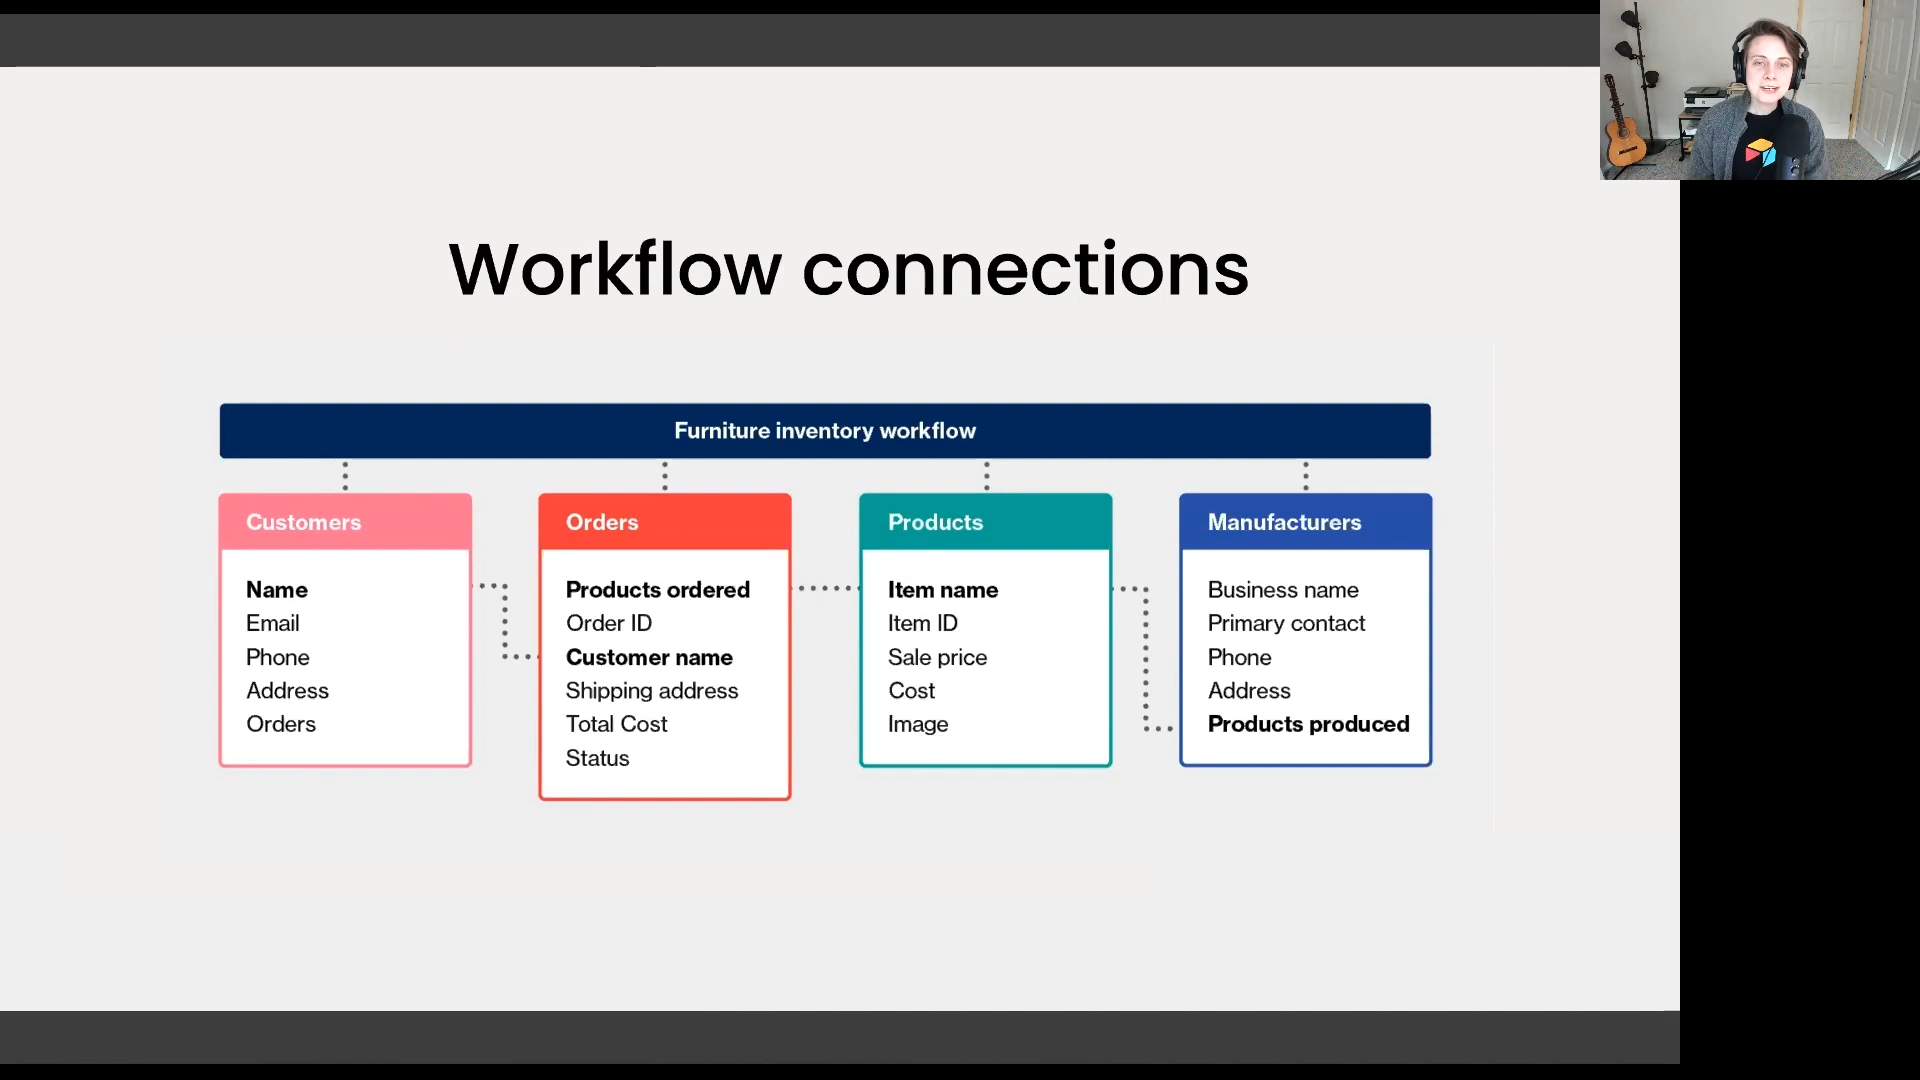 Workflow connections
Furniture inventory workflow
Customers
Name
Email
Phone
Address
Orders
Orders
Products ordered
Order ID
Customer name
Shipping address
Total Cost
Status
Products
Item name
Item ID
Sale price
Cost
Image
Manufacturers
Business name
Primary contact
Phone
Address
Products produced